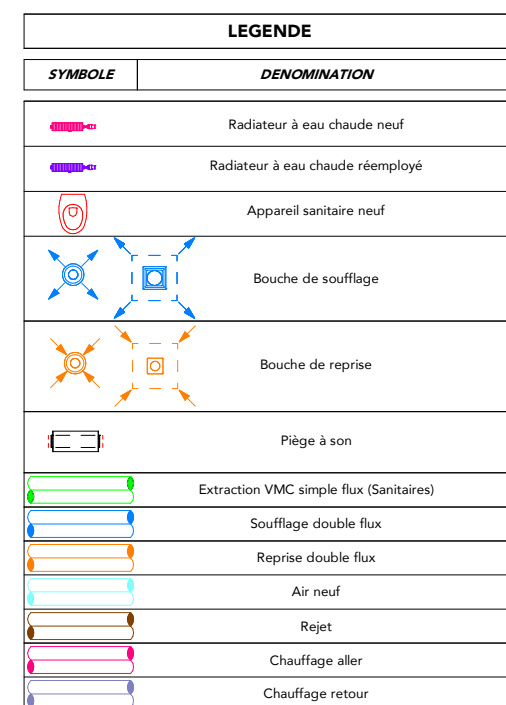 LEGENDE
SYMBOLE DENOMINATION
Radiateur à eau chaude neuf
Radiateur à eau chaude réemployé
Appareil sanitaire neuf
Bouche de soufflage
Bouche de reprise
Piège à son
Extraction VMC simple flux (Sanitaires)
Soufflage double flux
Reprise double flux
Air neuf
Rejet
Chauffage aller
Chauffage retour